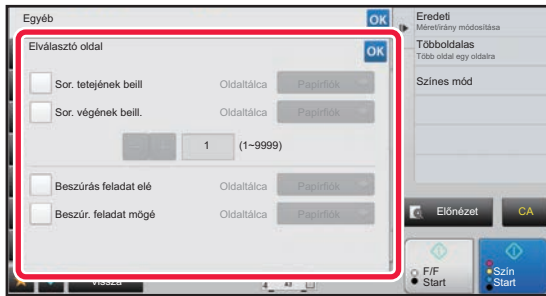 Egyéb
OK
Elválasztó oldal
OK
Sor. tetejének beill
Oldaltálca
Papírfiók
Sor. végének beill.
Oldaltálca
Papírfiók
1
(1~9999)
Beszúrás feladat elé
Oldaltálca
Papírfiók
Beszúr. feladat mögé
Oldaltálca
Papírfiók
Vissza
Eredeti
Méret/irány módosítása
Többoldalas
Több oldal egy oldalra
Színes mód
Előnézet
CA
F/F
Start
Szín
Start